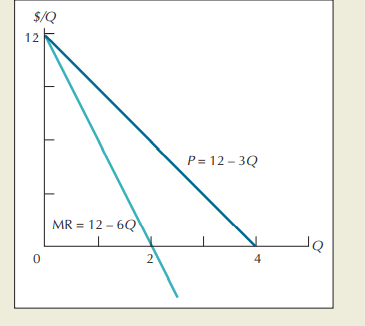 $/Q
12
P = 12 – 3Q
MR = 12 – 6Q
Q
0
2
4